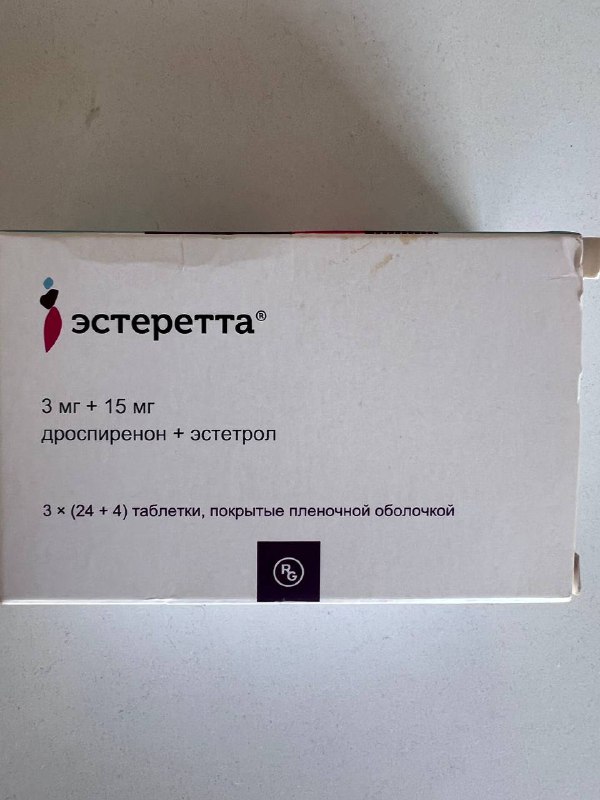 эстеретта®
3 мг + 15 мг
дроспиренон + эстетрол
3 × (24 + 4) таблетки, покрытые пленочной оболочкой
RG